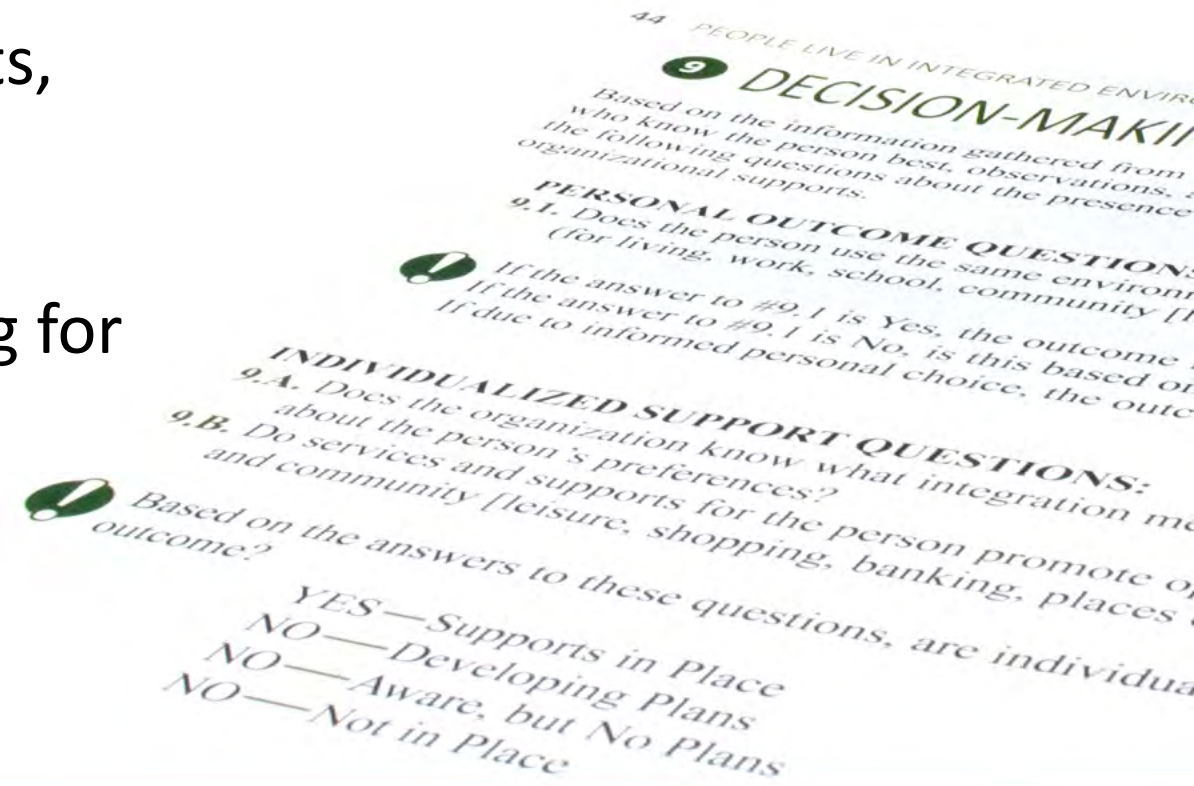 ts,
g for
44 PEOPLE LIVE IN INTEGRATED ENVIRO
9 DECISION-MAKI
Based on the information gathered from
who know the person best, observations,
the following questions about the presence
organizational supports.
PERSONAL OUTCOME QUESTIONS
9.1. Does the person use the same environm
(for living, work, school, community [l
If the answer to #9.1 is Yes, the outcome
If the answer to #9.1 is No, is this based on
If due to informed personal choice, the outc
INDIVIDUALIZED SUPPORT QUESTIONS:
9.A. Does the organization know what integration me
about the person's preferences?
9.B. Do services and supports for the person promote op
and community [leisure, shopping, banking, places
Based on the answers to these questions, are individua
outcome?
YES—Supports in Place
NO—Developing Plans
NO—Aware, but No Plans
NO—Not in Place